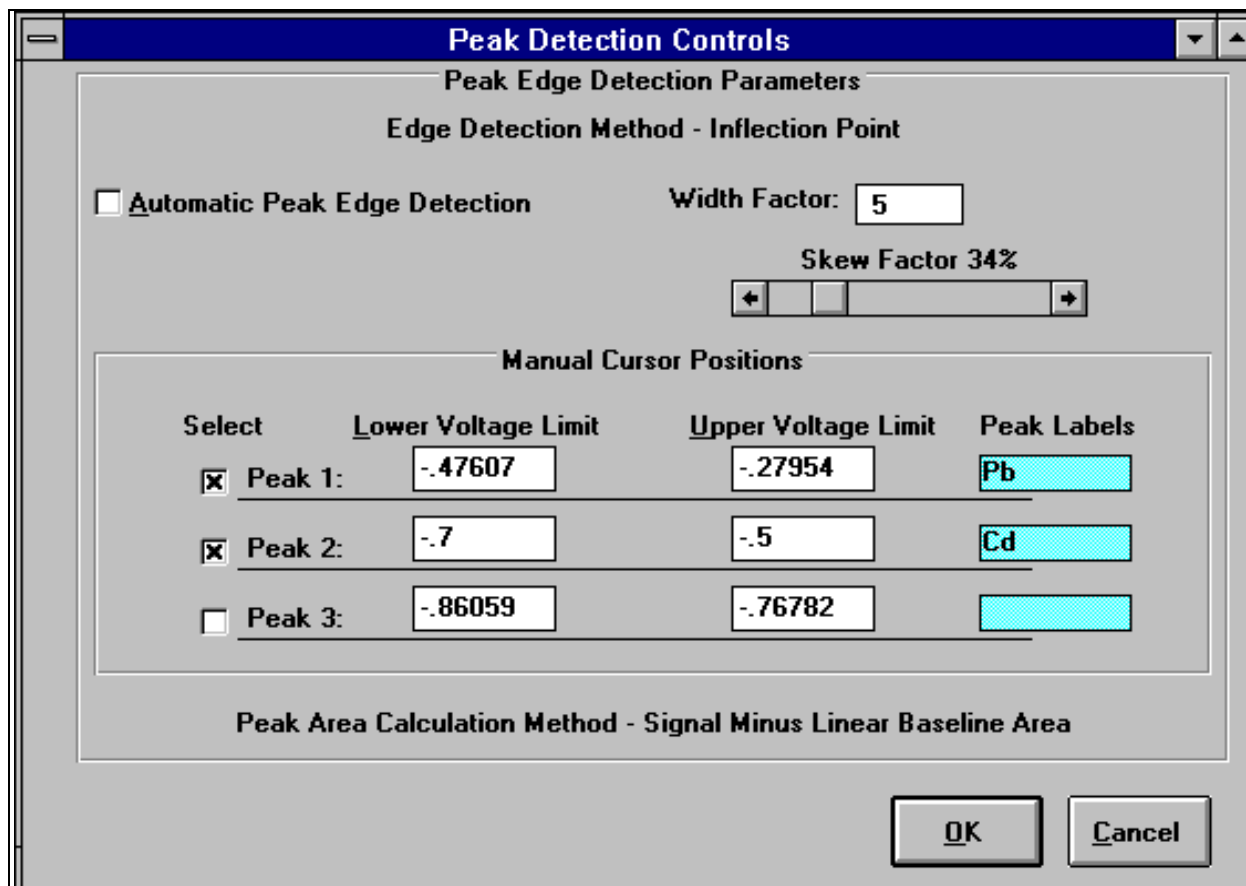 Peak Detection Controls
Peak Edge Detection Parameters
Edge Detection Method - Inflection Point
Automatic Peak Edge Detection
Width Factor: 5
Skew Factor 34%
Manual Cursor Positions
Select Lower Voltage Limit Upper Voltage Limit Peak Labels
Peak 1: -.47607 -.27954 Pb
Peak 2: -.7 -.5 Cd
Peak 3: -.86059 -.76782
Peak Area Calculation Method - Signal Minus Linear Baseline Area
OK Cancel